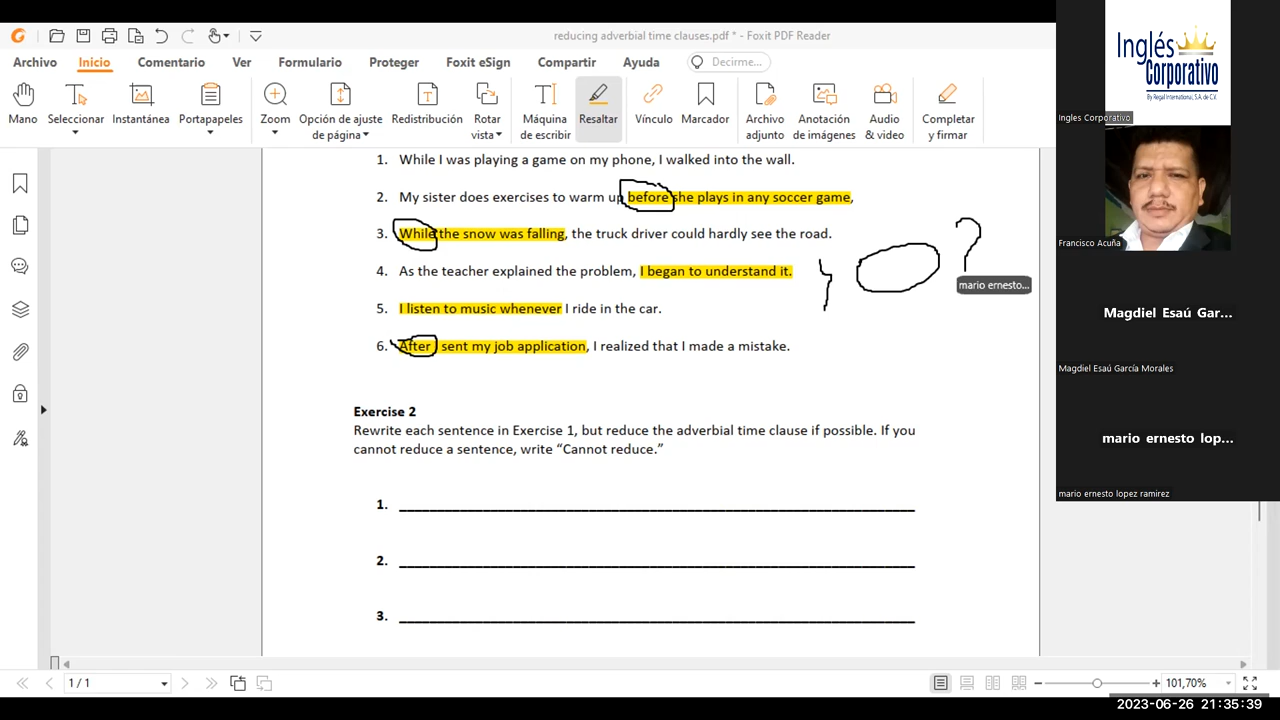 reducing adverbial time clauses.pdf * - Foxit PDF Reader
Archivo Inicio Comentario Ver Formulario Proteger Foxit eSign Compartir Ayuda Decirme...
Mano Seleccionar Instantánea Portapapeles Zoom Opción de ajuste de página Redistribución Rotar vista Máquina de escribir Resaltar Vínculo Marcador Archivo adjunto Anotación de imágenes Audio & video Completar y firmar
1. While I was playing a game on my phone, I walked into the wall.
2. My sister does exercises to warm up before she plays in any soccer game,
3. While the snow was falling, the truck driver could hardly see the road.
?
4. As the teacher explained the problem, I began to understand it.
mario ernesto...
5. I listen to music whenever I ride in the car.
6. After I sent my job application, I realized that I made a mistake.
Exercise 2
Rewrite each sentence in Exercise 1, but reduce the adverbial time clause if possible. If you
cannot reduce a sentence, write “Cannot reduce.”
1.
2.
3.
1 / 1
101,70%
Inglés
Corporativo
By Regal International, S.A. de C.V.
Ingles Corporativo
Francisco Acuña
Magdiel Esaú Gar...
Magdiel Esaú García Morales
mario ernesto lop...
mario ernesto lopez ramirez
2023-06-26 21:35:39